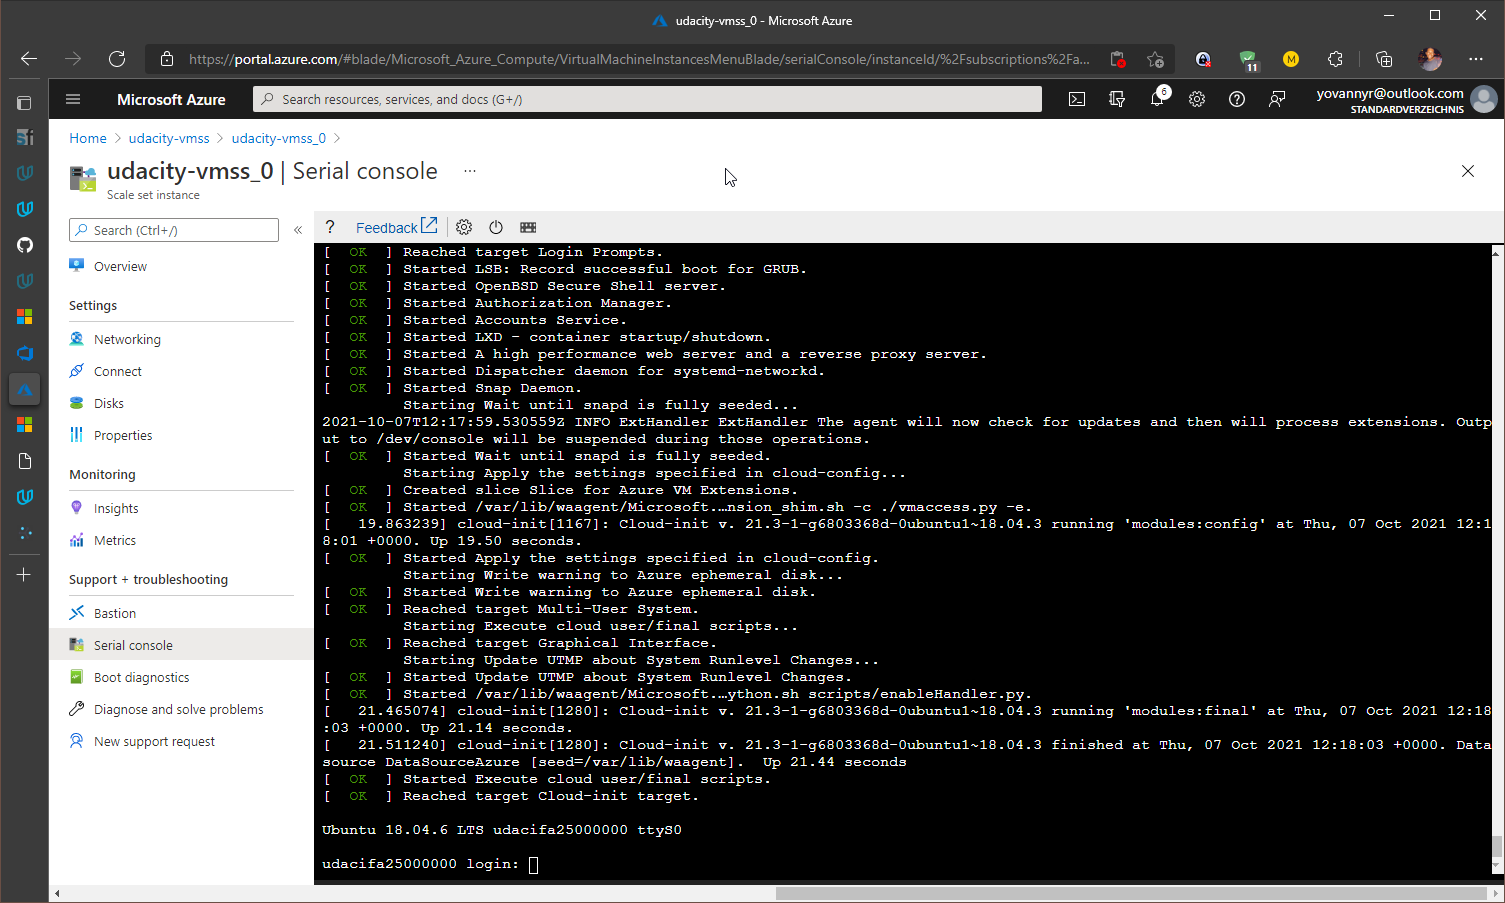 udacity-vmss_0 - Microsoft Azure
https://portal.azure.com/#blade/Microsoft_Azure_Compute/VirtualMachineInstancesMenuBlade/serialConsole/instanceId/%2Fsubscriptions%2Fa...
11
M
Microsoft Azure
Search resources, services, and docs (G+/)
6
yovannyr@outlook.com
STANDARDVERZEICHNIS
Home > udacity-vmss > udacity-vmss_0 >
udacity-vmss_0 | Serial console ...
Scale set instance
Search (Ctrl+/)
«
Overview
Settings
Networking
Connect
Disks
Properties
Monitoring
Insights
Metrics
Support + troubleshooting
Bastion
Serial console
Boot diagnostics
Diagnose and solve problems
New support request
? Feedback
[  OK  ] Reached target Login Prompts.
[  OK  ] Started LSB: Record successful boot for GRUB.
[  OK  ] Started OpenBSD Secure Shell server.
[  OK  ] Started Authorization Manager.
[  OK  ] Started Accounts Service.
[  OK  ] Started LXD - container startup/shutdown.
[  OK  ] Started A high performance web server and a reverse proxy server.
[  OK  ] Started Dispatcher daemon for systemd-networkd.
[  OK  ] Started Snap Daemon.
Starting Wait until snapd is fully seeded...
2021-10-07T12:17:59.530559Z INFO ExtHandler ExtHandler The agent will now check for updates and then will process extensions. Outp
ut to /dev/console will be suspended during those operations.
[  OK  ] Started Wait until snapd is fully seeded.
Starting Apply the settings specified in cloud-config...
[  OK  ] Created slice Slice for Azure VM Extensions.
[  OK  ] Started /var/lib/waagent/Microsoft.…nsion_shim.sh -c ./vmaccess.py -e.
[   19.863239] cloud-init[1167]: Cloud-init v. 21.3-1-g6803368d-0ubuntu1~18.04.3 running 'modules:config' at Thu, 07 Oct 2021 12:1
8:01 +0000. Up 19.50 seconds.
[  OK  ] Started Apply the settings specified in cloud-config.
Starting Write warning to Azure ephemeral disk...
[  OK  ] Started Write warning to Azure ephemeral disk.
[  OK  ] Reached target Multi-User System.
Starting Execute cloud user/final scripts...
[  OK  ] Reached target Graphical Interface.
Starting Update UTMP about System Runlevel Changes...
[  OK  ] Started Update UTMP about System Runlevel Changes.
[  OK  ] Started /var/lib/waagent/Microsoft.…ython.sh scripts/enableHandler.py.
[   21.465074] cloud-init[1280]: Cloud-init v. 21.3-1-g6803368d-0ubuntu1~18.04.3 running 'modules:final' at Thu, 07 Oct 2021 12:18
:03 +0000. Up 21.14 seconds.
[   21.511240] cloud-init[1280]: Cloud-init v. 21.3-1-g6803368d-0ubuntu1~18.04.3 finished at Thu, 07 Oct 2021 12:18:03 +0000. Data
source DataSourceAzure [seed=/var/lib/waagent].  Up 21.44 seconds
[  OK  ] Started Execute cloud user/final scripts.
[  OK  ] Reached target Cloud-init target.
Ubuntu 18.04.6 LTS udacifa25000000 ttyS0
udacifa25000000 login: